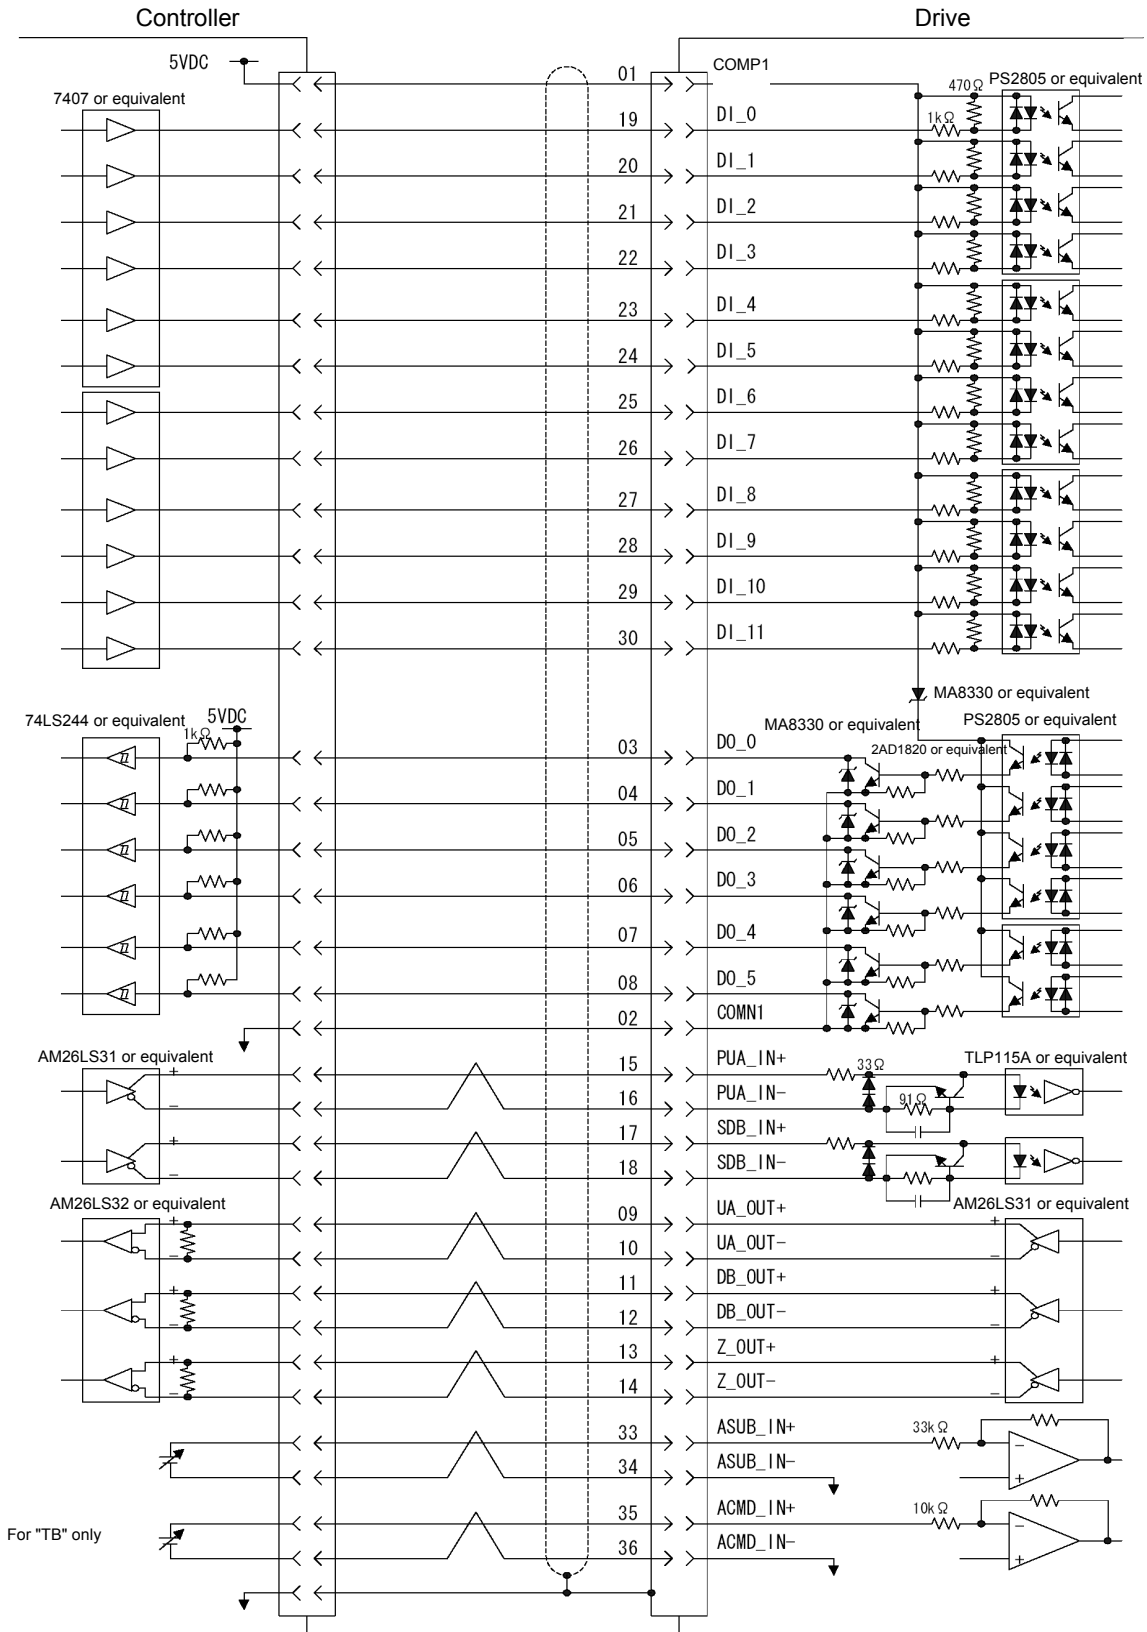 Controller
Drive
5VDC
01
COMP1
PS2805 or equivalent
470Ω
7407 or equivalent
19
DI_0
1kΩ
20
DI_1
21
DI_2
22
DI_3
23
DI_4
24
DI_5
25
DI_6
26
DI_7
27
DI_8
28
DI_9
29
DI_10
30
DI_11
MA8330 or equivalent
74LS244 or equivalent
5VDC
MA8330 or equivalent
PS2805 or equivalent
1kΩ
03
DO_0
2AD1820 or equivalent
04
DO_1
05
DO_2
06
DO_3
07
DO_4
08
DO_5
02
COMN1
AM26LS31 or equivalent
15
PUA_IN+
33Ω
TLP115A or equivalent
+
16
PUA_IN-
91Ω
−
17
SDB_IN+
+
18
SDB_IN-
−
AM26LS32 or equivalent
AM26LS31 or equivalent
09
UA_OUT+
+ +
10
UA_OUT-
− −
11
DB_OUT+
+ +
12
DB_OUT-
− −
13
Z_OUT+
+ +
14
Z_OUT-
− −
33
ASUB_IN+
33kΩ
−
34
ASUB_IN-
+
35
ACMD_IN+
10kΩ
−
For "TB" only
36
ACMD_IN-
+